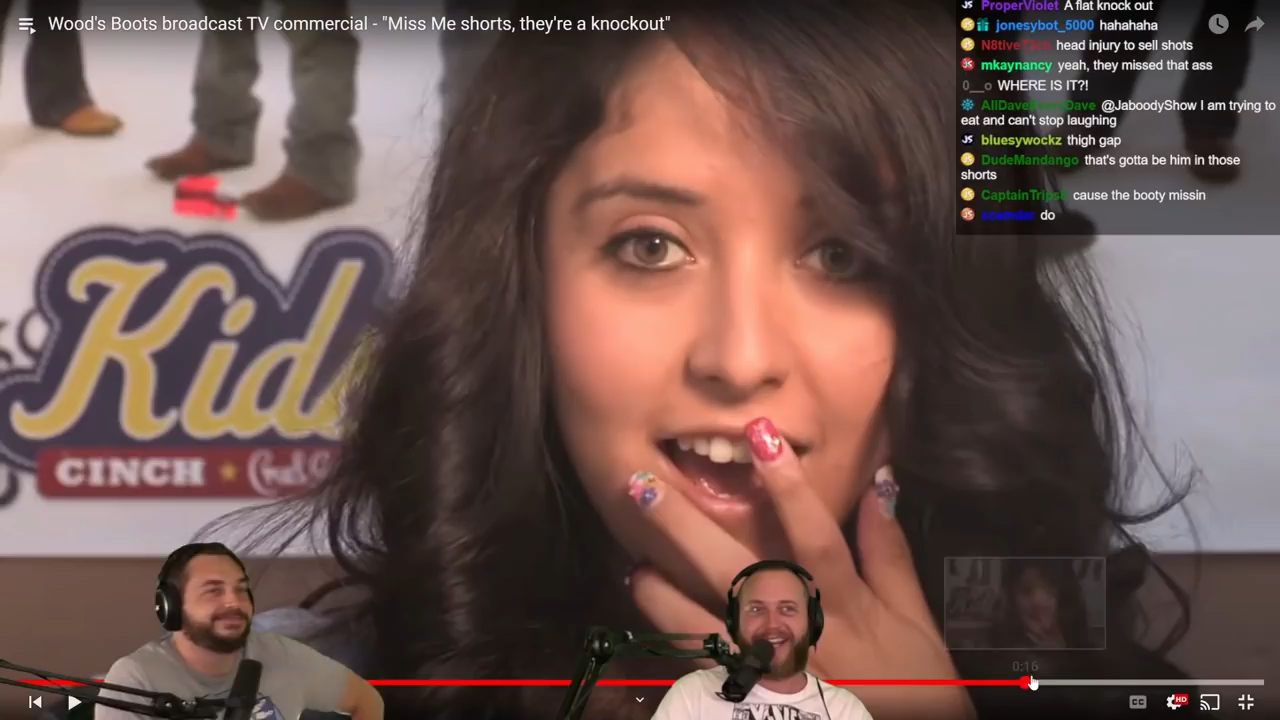 Wood's Boots broadcast TV commercial - "Miss Me shorts, they're a knockout"
ProperViolet A flat knock out
jonesybot_5000 hahahaha
head injury to sell shots
mkaynancy yeah, they missed that ass
0__o WHERE IS IT?!
@JaboodyShow I am trying to
eat and can't stop laughing
bluesywockz thigh gap
DudeMandango that's gotta be him in those
shorts
cause the booty missin
do
Kid
CINCH
0:16
CC
HD
VANS